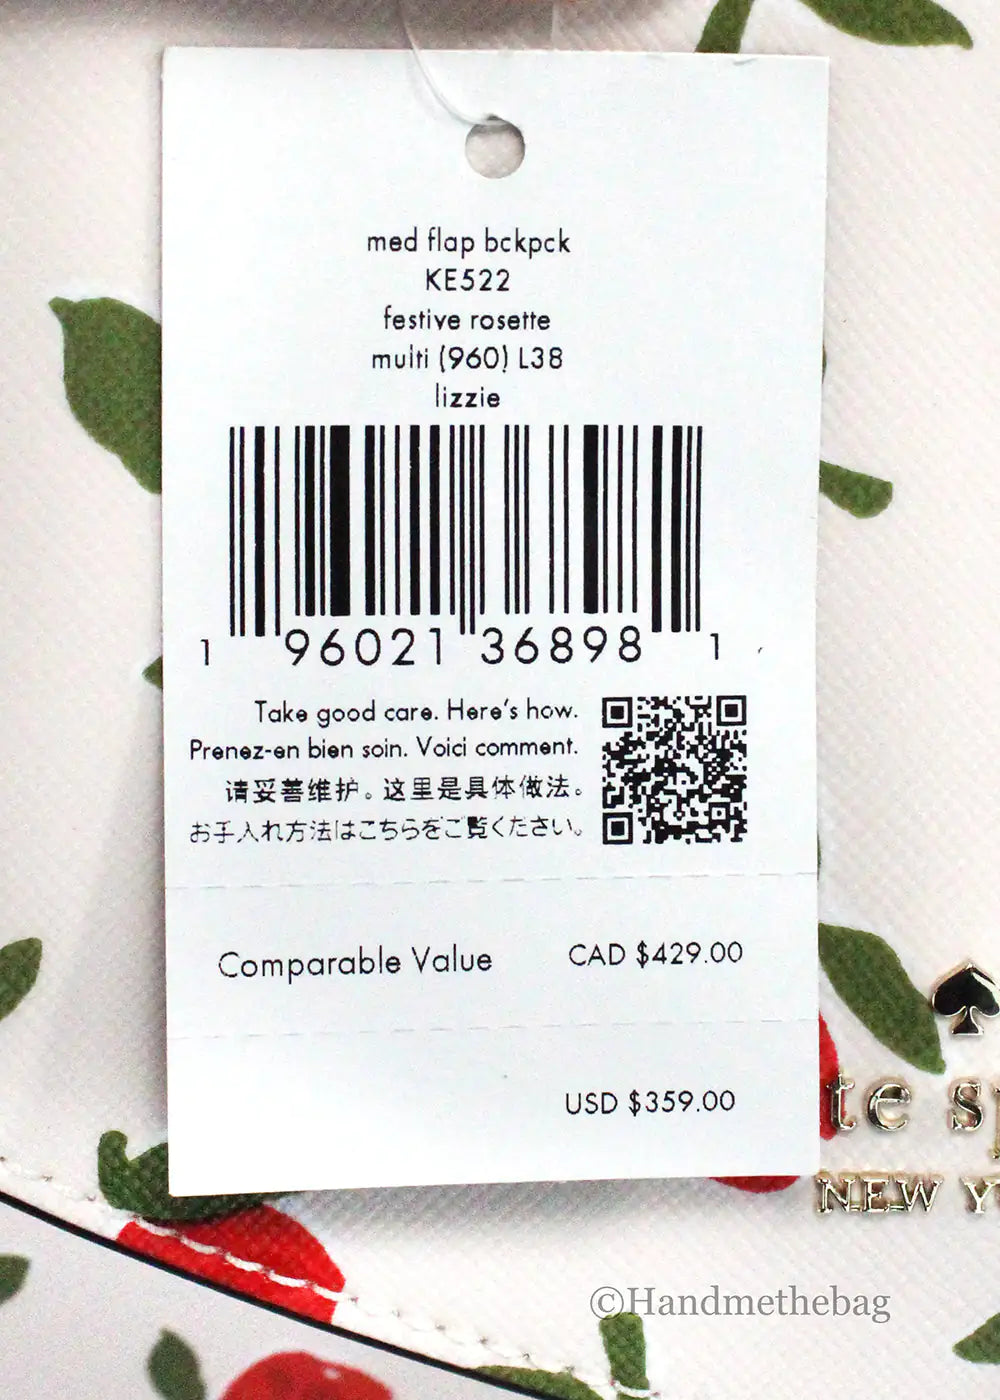 med flap bckpck
KE522
festive rosette
multi (960) L38
lizzie
1 96021 36898 1
Take good care. Here's how.
Prenez-en bien soin. Voici comment.
请妥善维护。这里是具体做法。
お手入れ方法はこちらをご覧ください。
Comparable Value CAD $429.00
USD $359.00
te sp
NEW Y
©Handmethebag